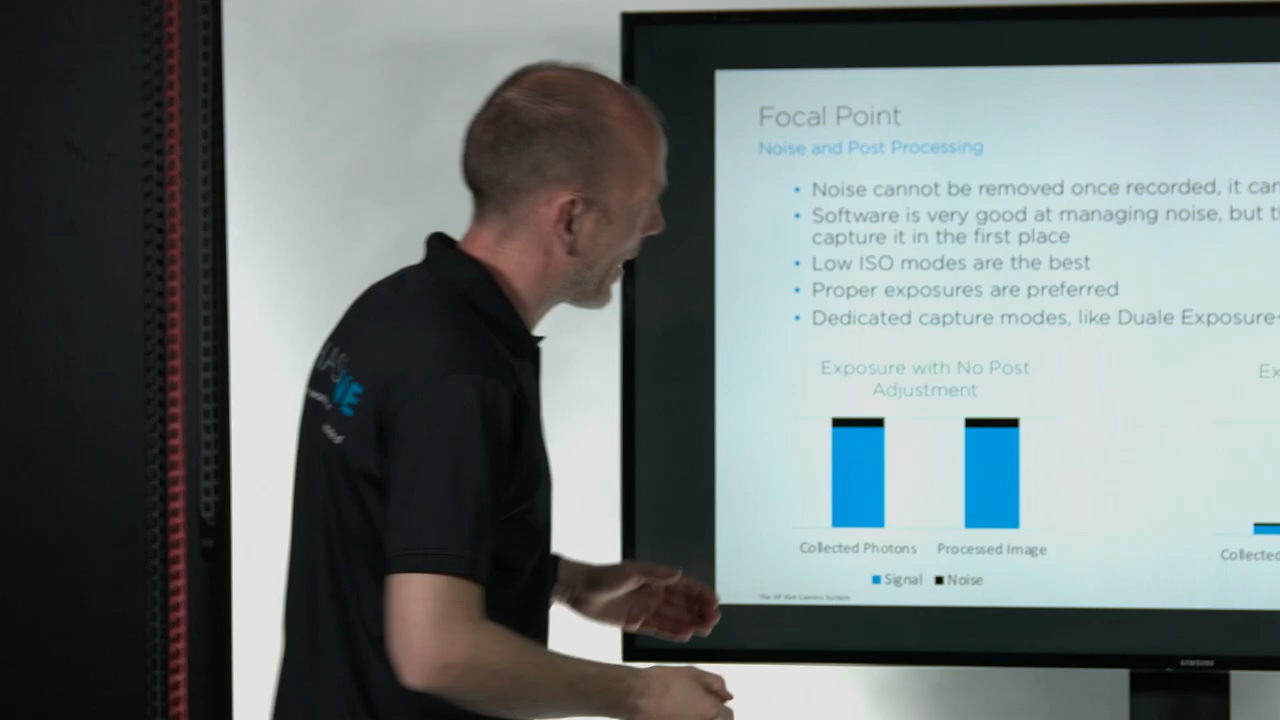 Focal Point
Noise and Post Processing
• Noise cannot be removed once recorded, it can
• Software is very good at managing noise, but
capture it in the first place
• Low ISO modes are the best
• Proper exposures are preferred
• Dedicated capture modes, like Duale Exposure
Exposure with No Post
Adjustment
Collected Photons Processed Image
Signal Noise
Collected
SAMSUNG